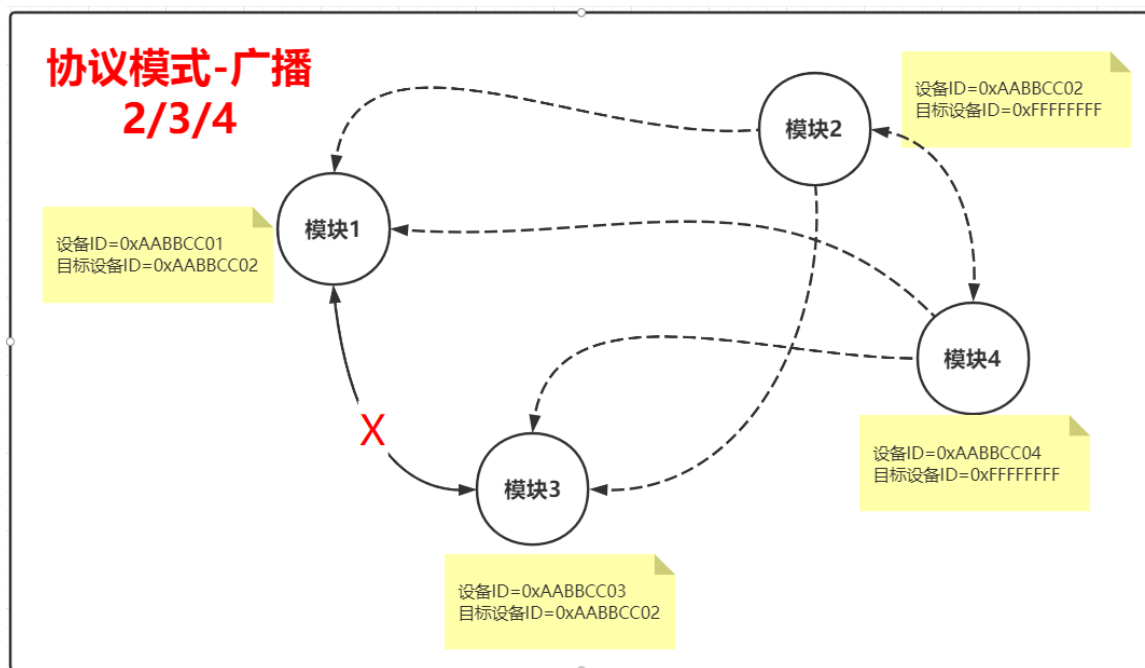 协议模式-广播
2/3/4
模块2
设备ID=0xAABBCC02
目标设备ID=0xFFFFFFFF
模块1
设备ID=0xAABBCC01
目标设备ID=0xAABBCC02
模块4
设备ID=0xAABBCC04
目标设备ID=0xFFFFFFFF
X
模块3
设备ID=0xAABBCC03
目标设备ID=0xAABBCC02